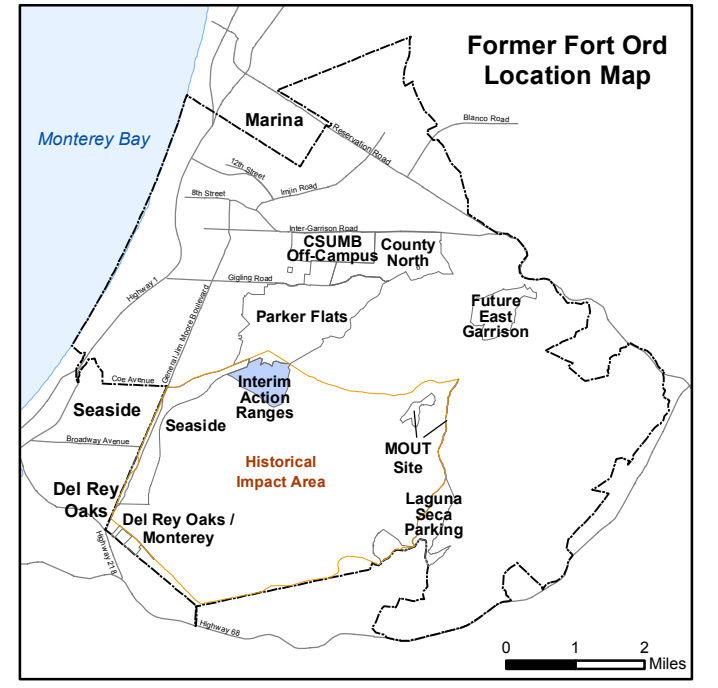 Former Fort Ord
Location Map
Marina
Blanco Road
Monterey Bay
Reservation Road
12th Street
Imjin Road
8th Street
Inter-Garrison Road
CSUMB
Off-Campus
County
North
Gigling Road
Highway 1
General Jim Moore Boulevard
Parker Flats
Future
East
Garrison
Coe Avenue
Interim
Action
Ranges
Seaside
Seaside
Broadway Avenue
MOUT
Site
Historical
Impact Area
Del Rey
Oaks
Laguna
Seca
Parking
Del Rey Oaks /
Monterey
Highway 218
Highway 68
0 1 2
Miles